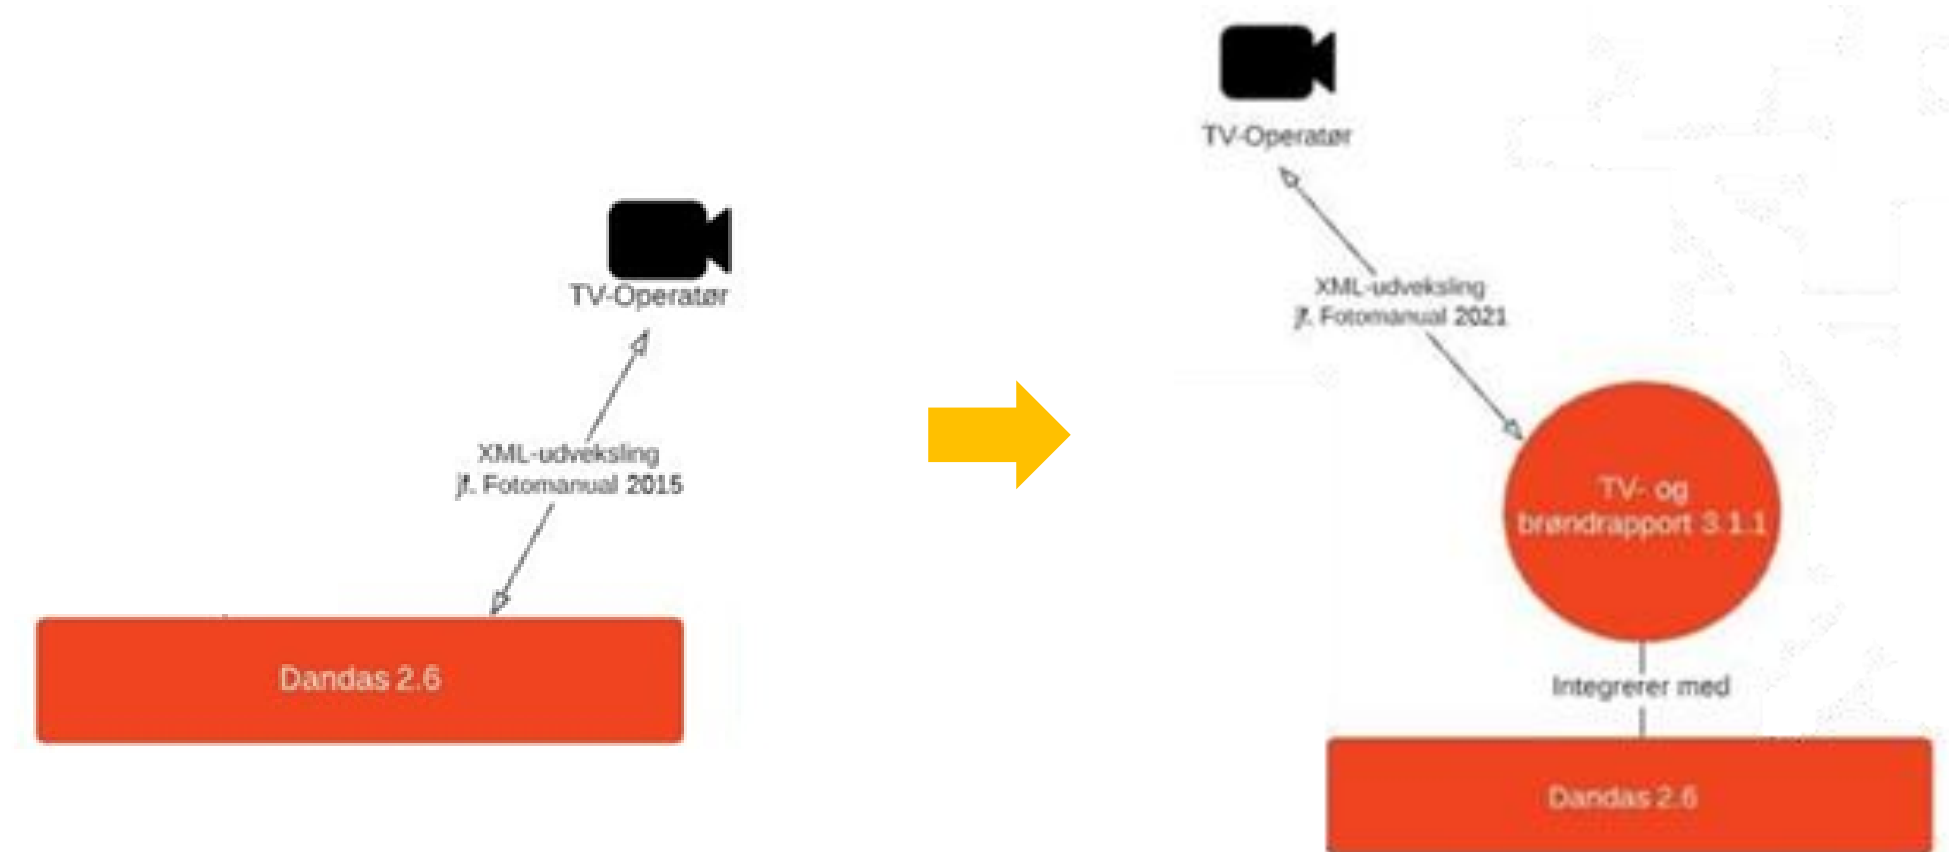 TV-Operatør
XML-udveksling
jf. Fotomanual 2015
Dandas 2.6
TV-Operatør
XML-udveksling
jf. Fotomanual 2021
TV- og
brøndrapport 3.1.1
Integrerer med
Dandas 2.6